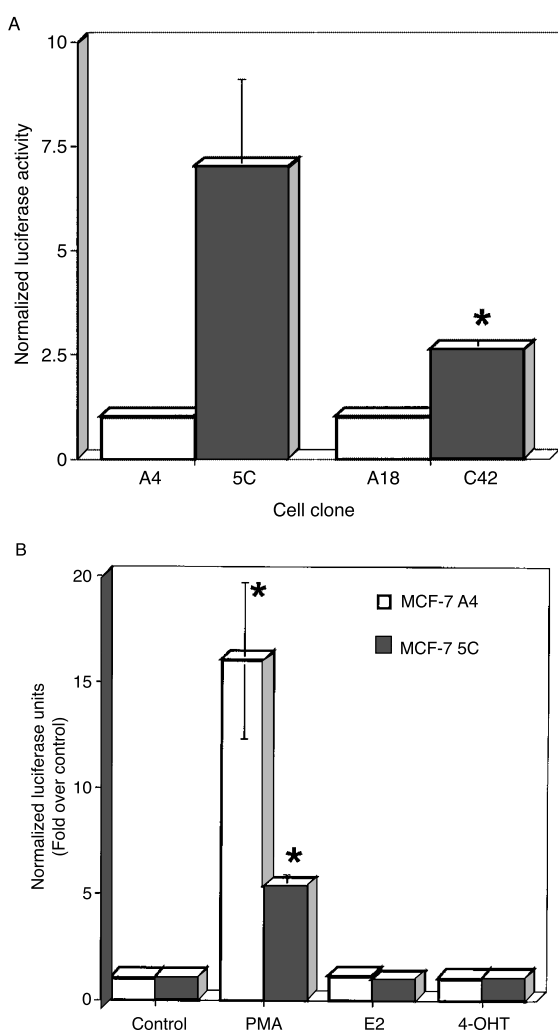 A
Normalized luciferase activity
10
7.5
5
2.5
0
*
A4 5C A18 C42
Cell clone
B
Normalized luciferase units
(Fold over control)
20
15
10
5
0
*
*
MCF-7 A4
MCF-7 5C
Control PMA E2 4-OHT